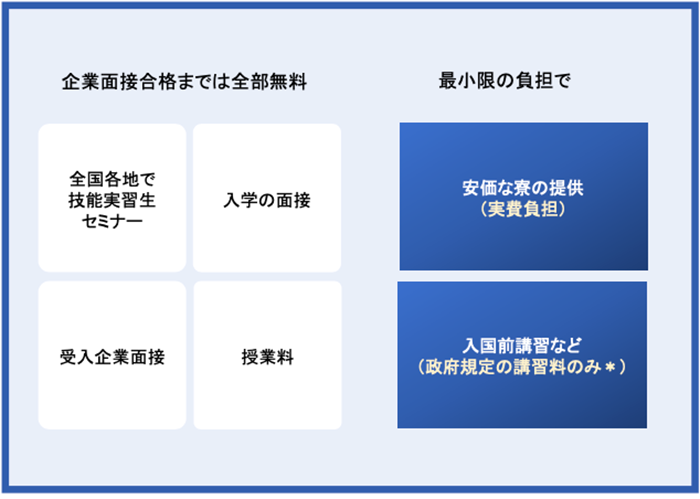 企業面接合格までは全部無料
全国各地で
技能実習生
セミナー
入学の面接
受入企業面接
授業料
最小限の負担で
安価な寮の提供
（実費負担）
入国前講習など
（政府規定の講習料のみ＊）